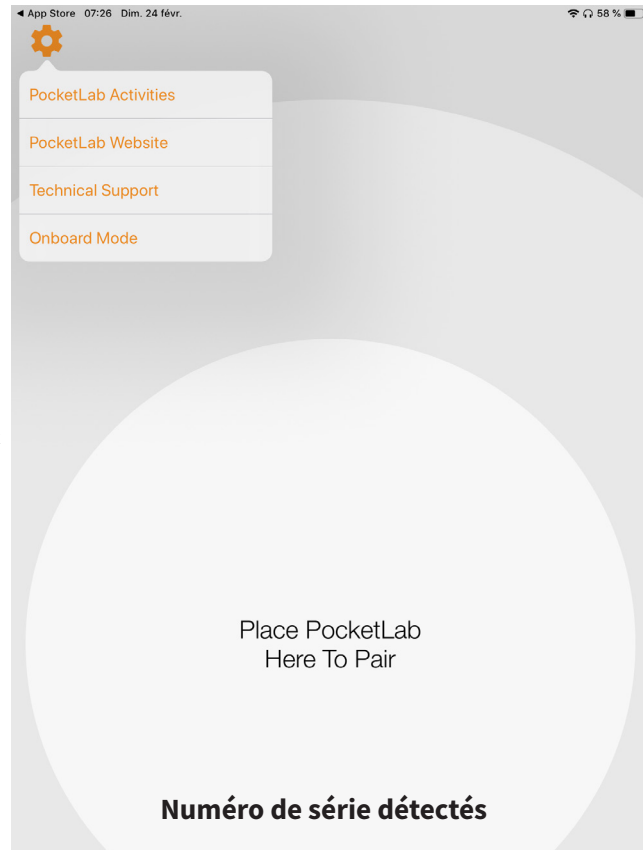 App Store 07:26 Dim. 24 févr. 58 %
PocketLab Activities
PocketLab Website
Technical Support
Onboard Mode
Place PocketLab
Here To Pair
Numéro de série détectés